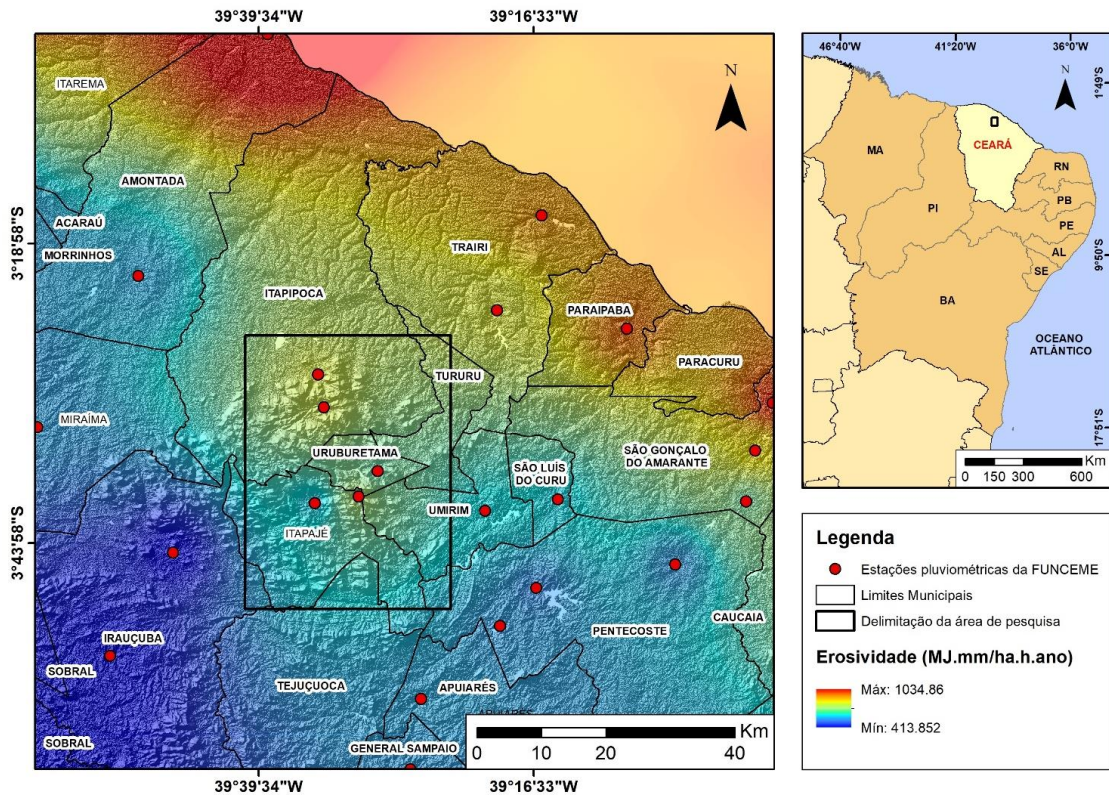 39°39'34"W
39°16'33"W
3°18'58"S
3°43'58"S
N
ITAREMA
AMONTADA
ACARAÚ
MORRINHOS
TRAIRI
ITAPIPOCA
PARAIPABA
PARACURU
TURURU
MIRAÍMA
URUBURETAMA
SÃO LUÍS
DO CURU
SÃO GONÇALO
DO AMARANTE
UMIRIM
ITAPAJÉ
IRAUÇUBA
PENTECOSTE
CAUCAIA
SOBRAL
TEJUÇUOCA
APUIARÉS
GENERAL SAMPAIO
SOBRAL
Km
0 10 20 40
39°39'34"W
39°16'33"W
46°40'W
41°20'W
36°0'W
1°49'S
9°50'S
17°51'S
N
CEARÁ
MA
RN
PB
PI
PE
AL
SE
BA
OCEANO
ATLÂNTICO
Km
0 150 300 600
Legenda
Estações pluviométricas da FUNCEME
Limites Municipais
Delimitação da área de pesquisa
Erosividade (MJ.mm/ha.h.ano)
Máx: 1034.86
Mín: 413.852